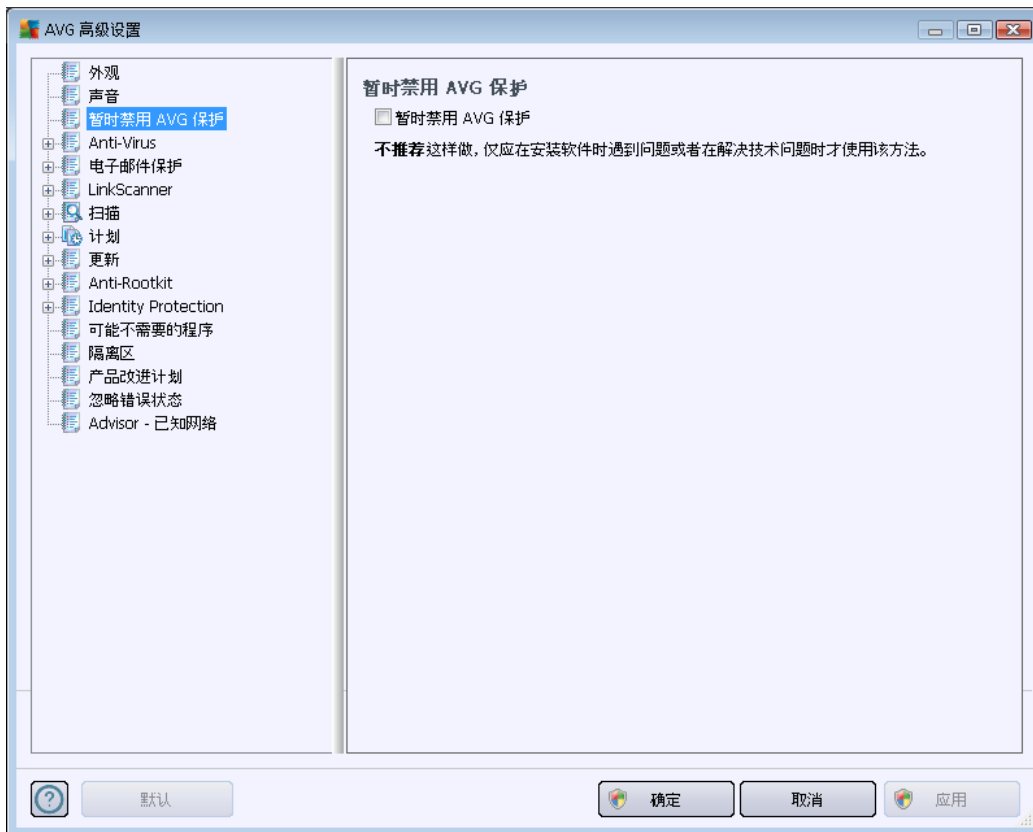 AVG 高级设置
外观
声音
暂时禁用 AVG 保护
Anti-Virus
电子邮件保护
LinkScanner
扫描
计划
更新
Anti-Rootkit
Identity Protection
可能不需要的程序
隔离区
产品改进计划
忽略错误状态
Advisor - 已知网络
暂时禁用 AVG 保护
暂时禁用 AVG 保护
不推荐这样做, 仅应在安装软件时遇到问题或者在解决技术问题时才使用该方法。
默认
确定
取消
应用